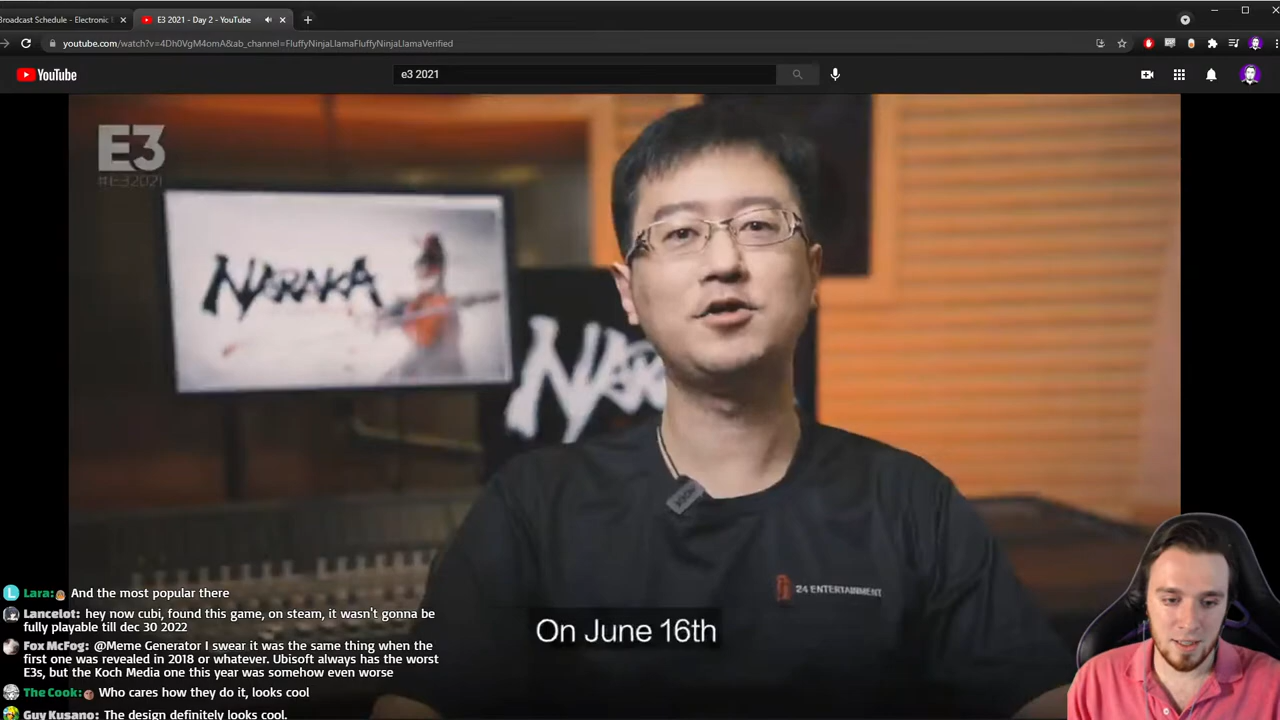 Broadcast Schedule - Electronic
E3 2021 - Day 2 - YouTube
youtube.com/watch?v=4Dh0VgM4omA&ab_channel=FluffyNinjaLlamaFluffyNinjaLlamaVerified
YouTube
e3 2021
E3
#E32021
NARAKA
NAR
24 ENTERTAINMENT
On June 16th
L
Lara: And the most popular there
Lancelot: hey now cubi, found this game, on steam, it wasn't gonna be
fully playable till dec 30 2022
Fox McFog: @Meme Generator I swear it was the same thing when the
first one was revealed in 2018 or whatever. Ubisoft always has the worst
E3s, but the Koch Media one this year was somehow even worse
The Cook: Who cares how they do it, looks cool
Guy Kusano: The design definitely looks cool.